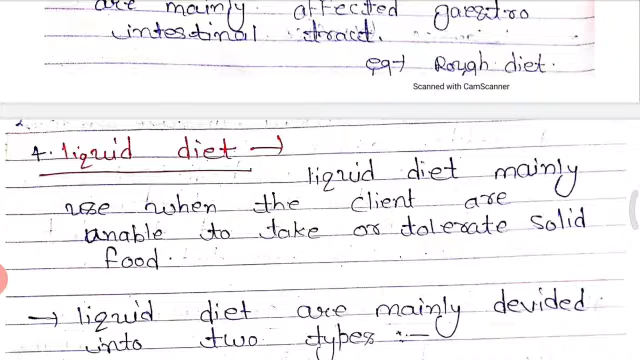 are mainly affected gaestro
intestinal tract.
eg→ Rough diet.
Scanned with CamScanner
4. liquid diet →
liquid diet mainly
use when the client are
unable to take or tolerate solid
food.
→ liquid diet are mainly devided
into two types :-